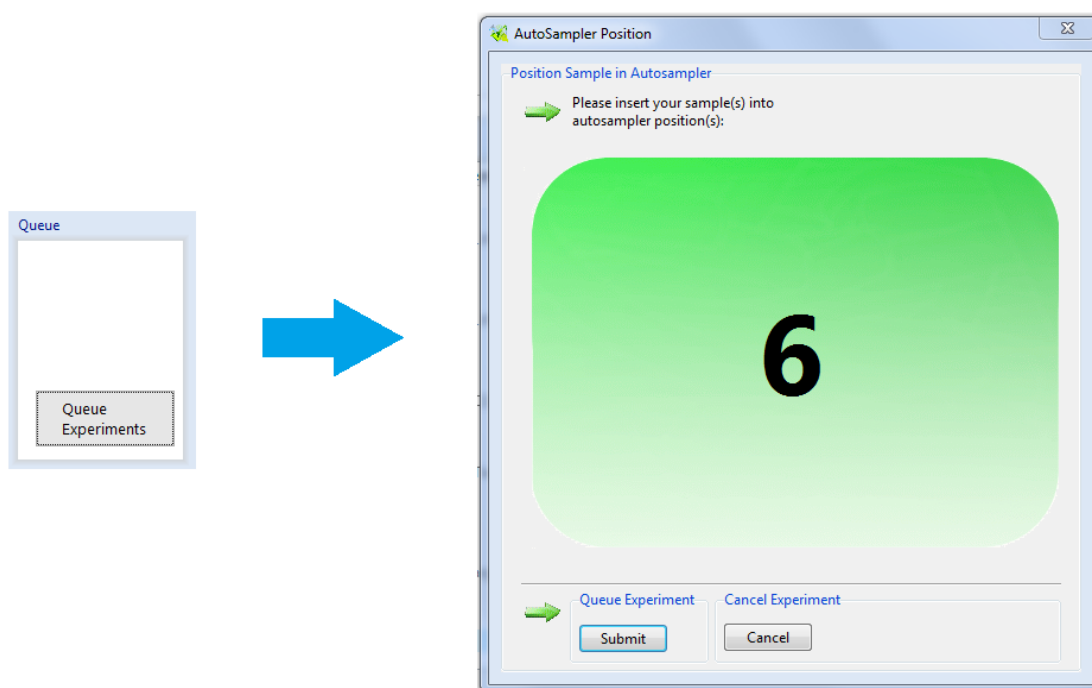 Queue
Queue
Experiments
AutoSampler Position
Position Sample in Autosampler
Please insert your sample(s) into
autosampler position(s):
6
Queue Experiment
Cancel Experiment
Submit
Cancel